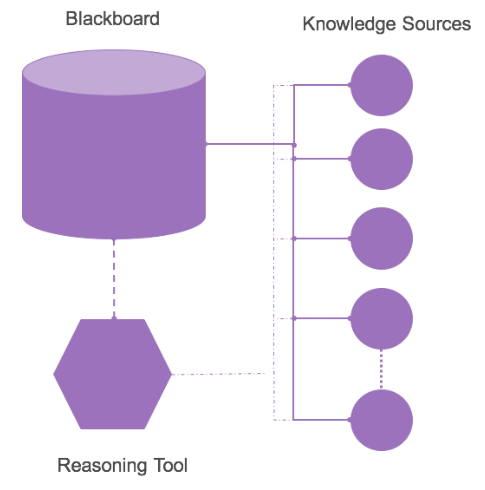 Blackboard
Knowledge Sources
Reasoning Tool